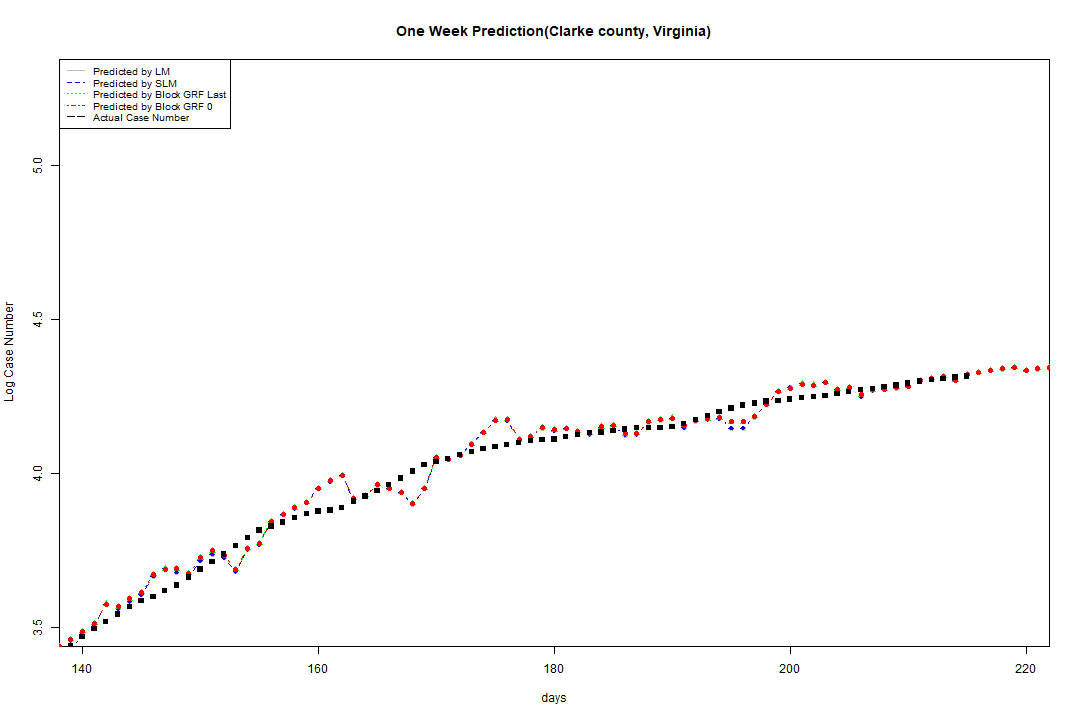 One Week Prediction(Clarke county, Virginia)
Predicted by LM
Predicted by SLM
Predicted by Block GRF Last
Predicted by Block GRF 0
Actual Case Number
5.0
4.5
4.0
3.5
Log Case Number
140 160 180 200 220
days